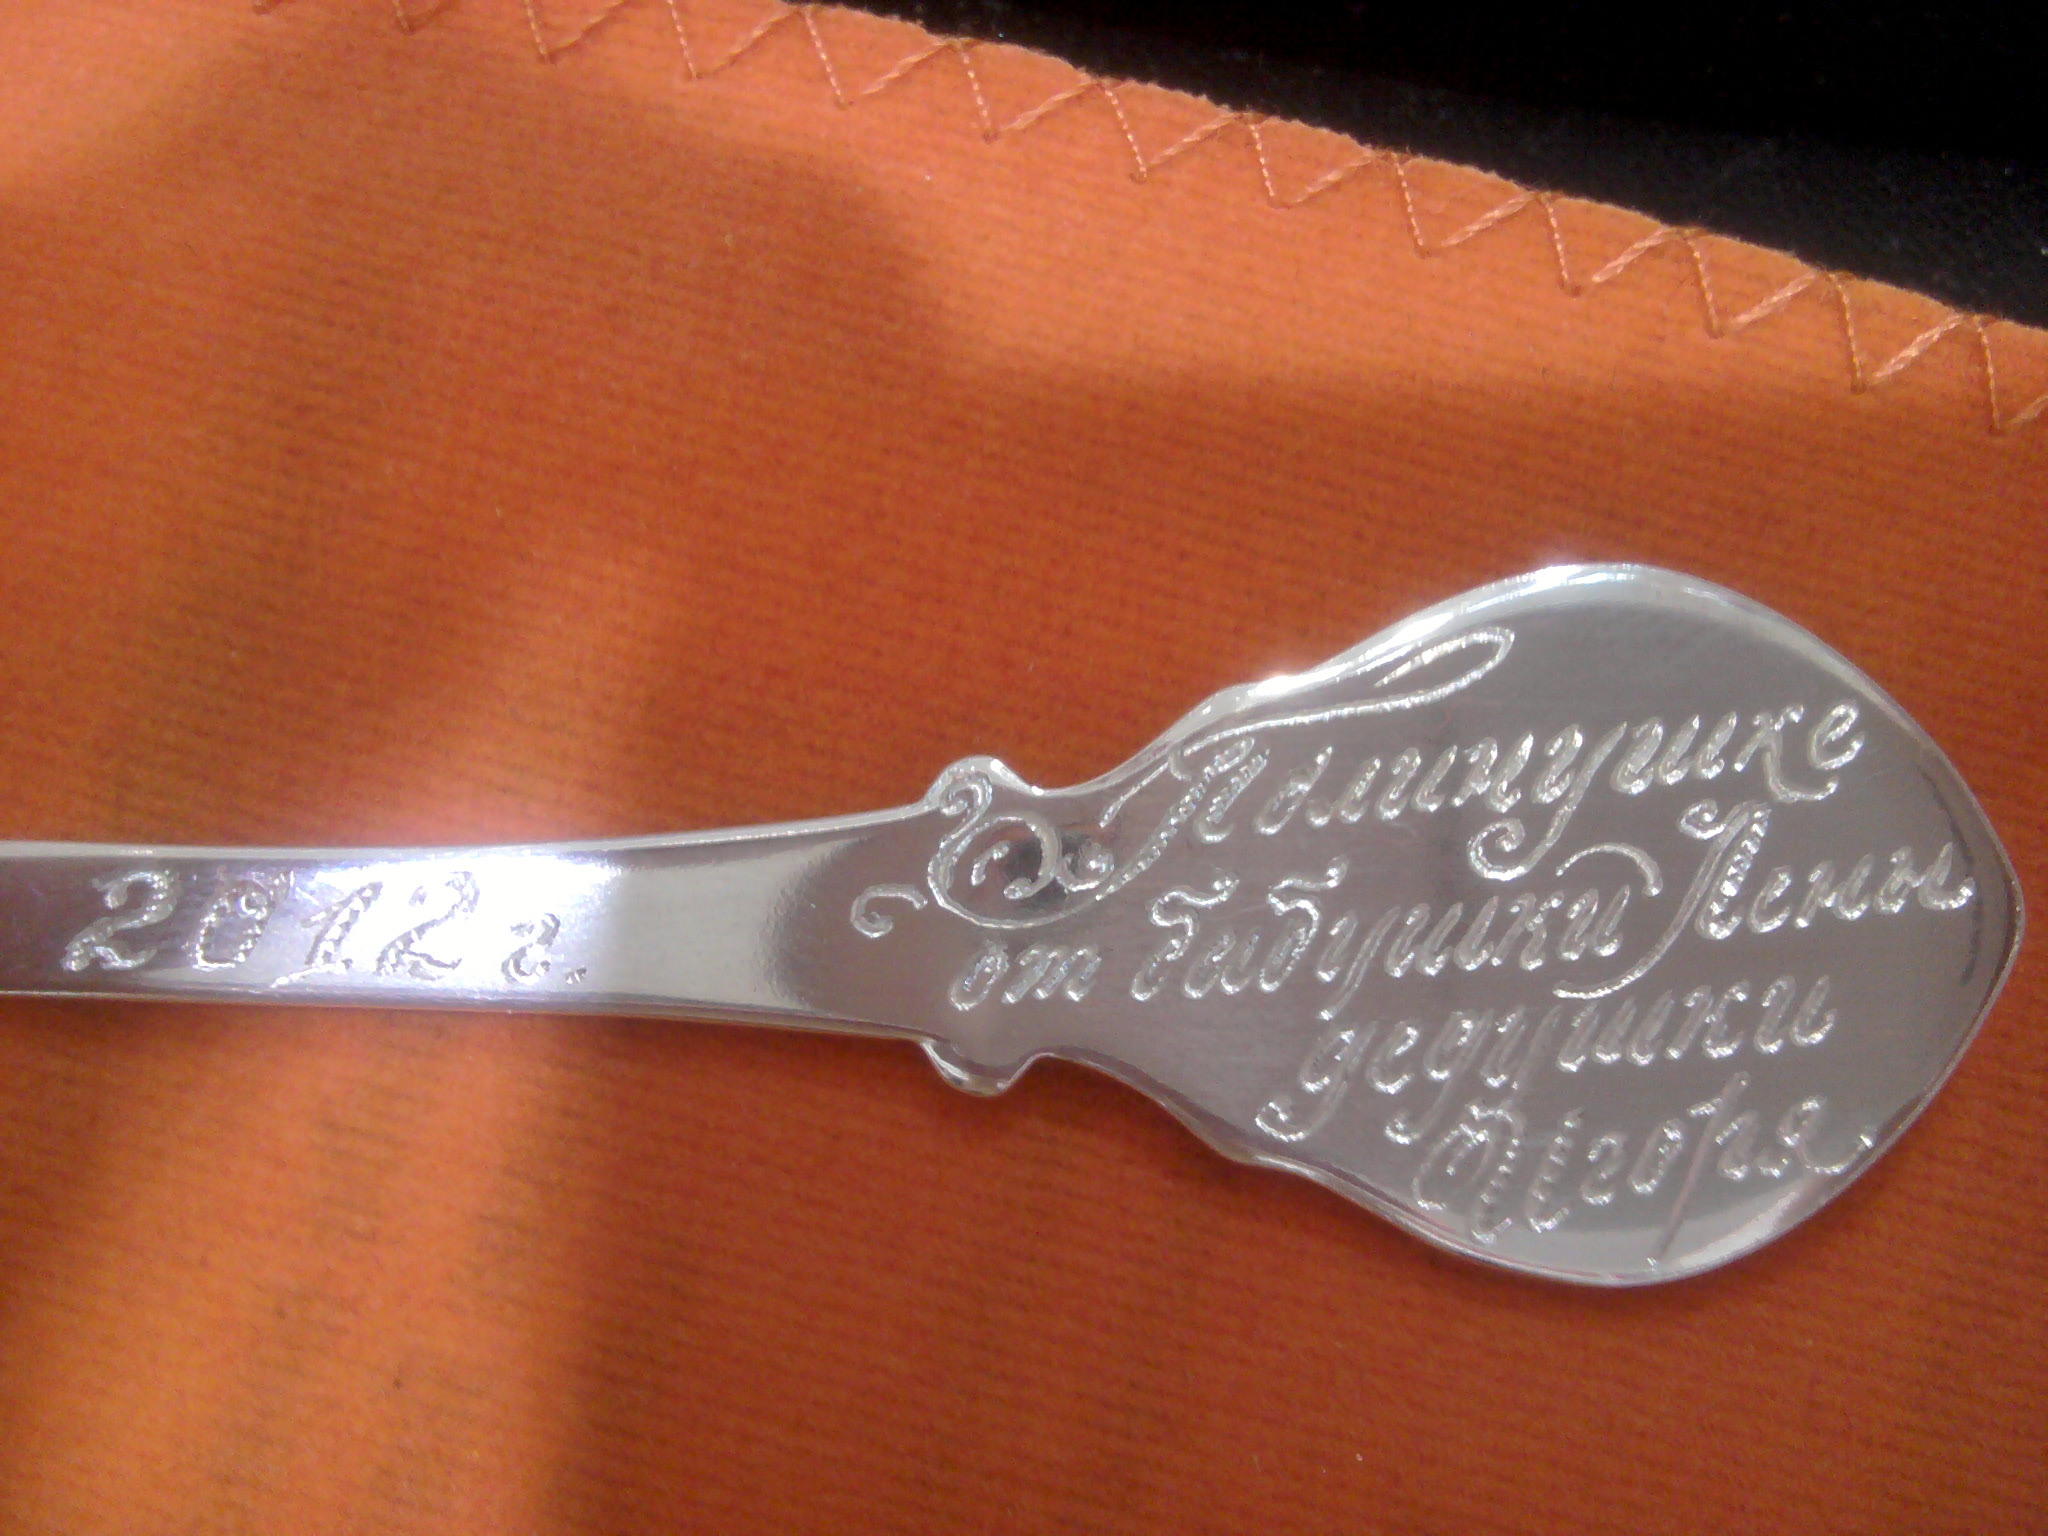 Полинушке
от бабушки Лены
дедушки
Игоря.
2012 г.